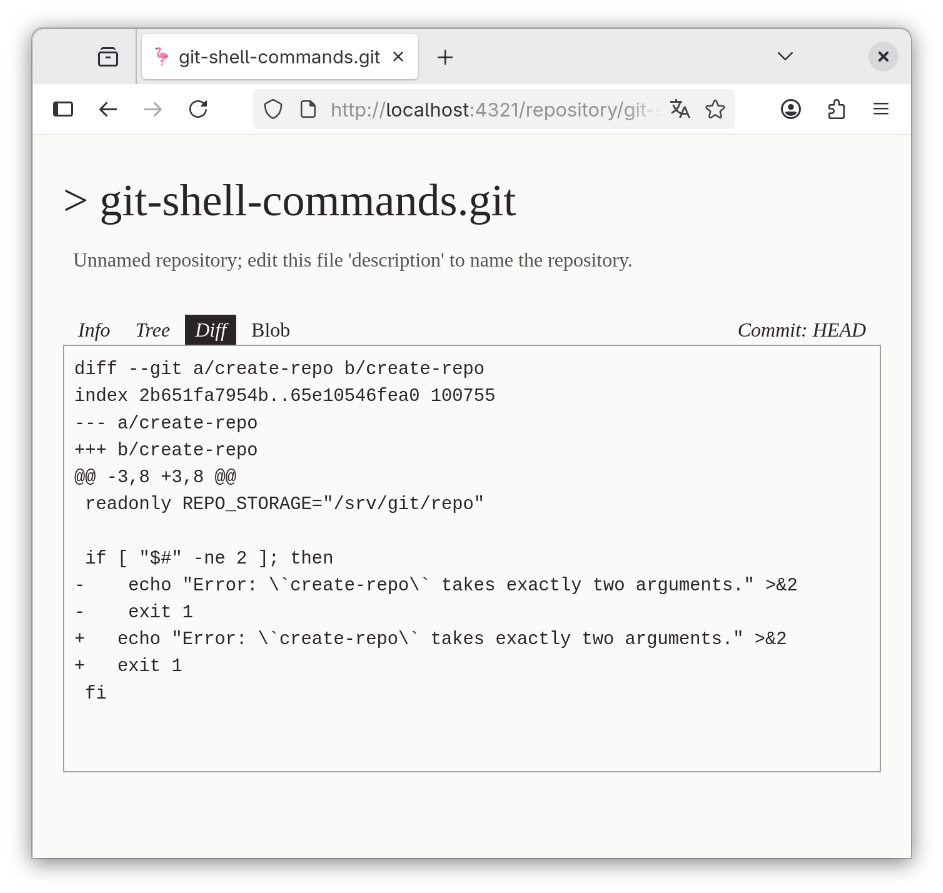 git-shell-commands.git
http://localhost:4321/repository/git-
> git-shell-commands.git
Unnamed repository; edit this file 'description' to name the repository.
Info Tree Diff Blob Commit: HEAD
diff --git a/create-repo b/create-repo
index 2b651fa7954b..65e10546fea0 100755
--- a/create-repo
+++ b/create-repo
@@ -3,8 +3,8 @@
 readonly REPO_STORAGE="/srv/git/repo"

 if [ "$#" -ne 2 ]; then
-    echo "Error: \`create-repo\` takes exactly two arguments." >&2
-    exit 1
+   echo "Error: \`create-repo\` takes exactly two arguments." >&2
+   exit 1
 fi